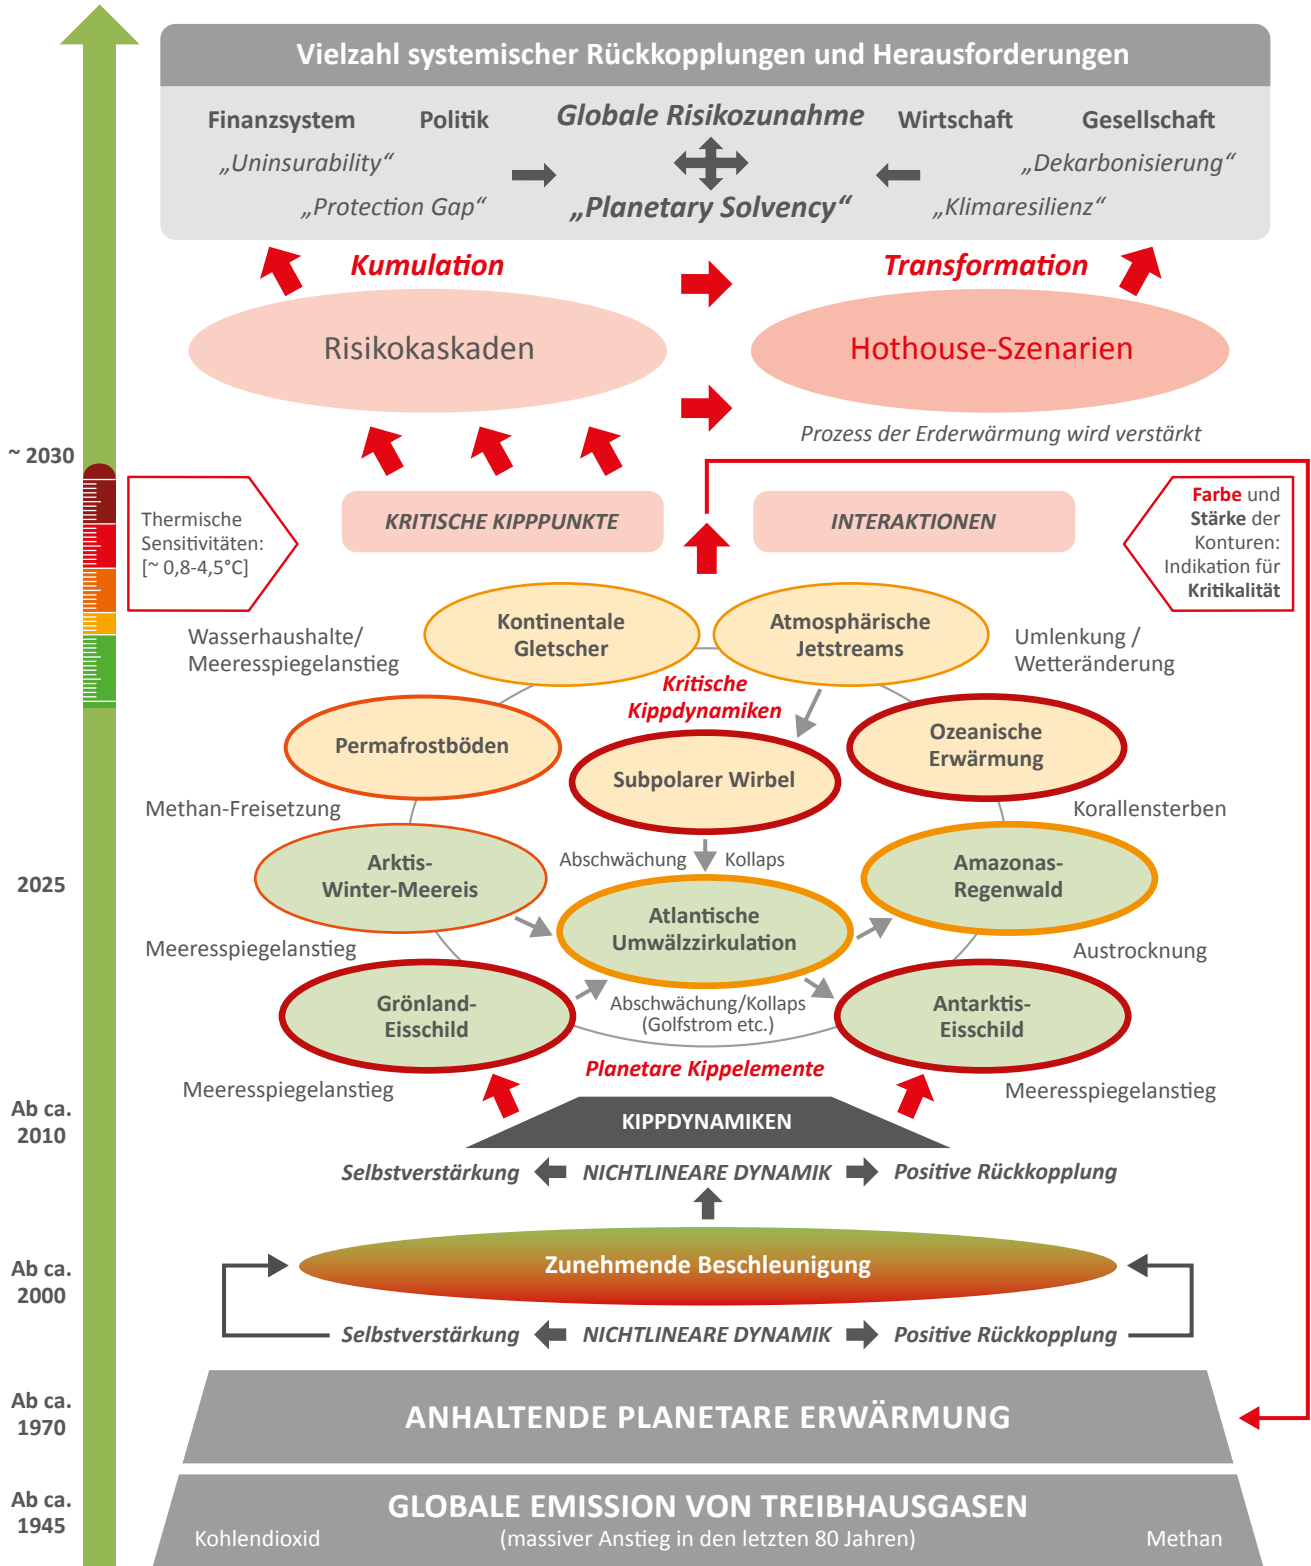 Vielzahl systemischer Rückkopplungen und Herausforderungen
Finanzsystem
Politik
Globale Risikozunahme
Wirtschaft
Gesellschaft
„Uninsurability“
„Dekarbonisierung“
„Protection Gap“
„Planetary Solvency“
„Klimaresilienz“
Kumulation
Transformation
Risikokaskaden
Hothouse-Szenarien
Prozess der Erderwärmung wird verstärkt
~ 2030
Thermische
Sensitivitäten:
[~ 0,8-4,5°C]
KRITISCHE KIPPPUNKTE
INTERAKTIONEN
Farbe und
Stärke der
Konturen:
Indikation für
Kritikalität
Kontinentale
Gletscher
Atmosphärische
Jetstreams
Wasserhaushalte/
Meeresspiegelanstieg
Umlenkung /
Wetteränderung
Kritische
Kippdynamiken
Permafrostböden
Subpolarer Wirbel
Ozeanische
Erwärmung
Methan-Freisetzung
Korallensterben
2025
Arktis-
Winter-Meereis
Abschwächung
Kollaps
Amazonas-
Regenwald
Atlantische
Umwälzzirkulation
Meeresspiegelanstieg
Austrocknung
Grönland-
Eisschild
Abschwächung/Kollaps
(Golfstrom etc.)
Antarktis-
Eisschild
Planetare Kippelemente
Meeresspiegelanstieg
Meeresspiegelanstieg
Ab ca.
2010
KIPPDYNAMIKEN
Selbstverstärkung
NICHTLINEARE DYNAMIK
Positive Rückkopplung
Ab ca.
2000
Zunehmende Beschleunigung
Selbstverstärkung
NICHTLINEARE DYNAMIK
Positive Rückkopplung
Ab ca.
1970
ANHALTENDE PLANETARE ERWÄRMUNG
Ab ca.
1945
GLOBALE EMISSION VON TREIBHAUSGASEN
Kohlendioxid
(massiver Anstieg in den letzten 80 Jahren)
Methan